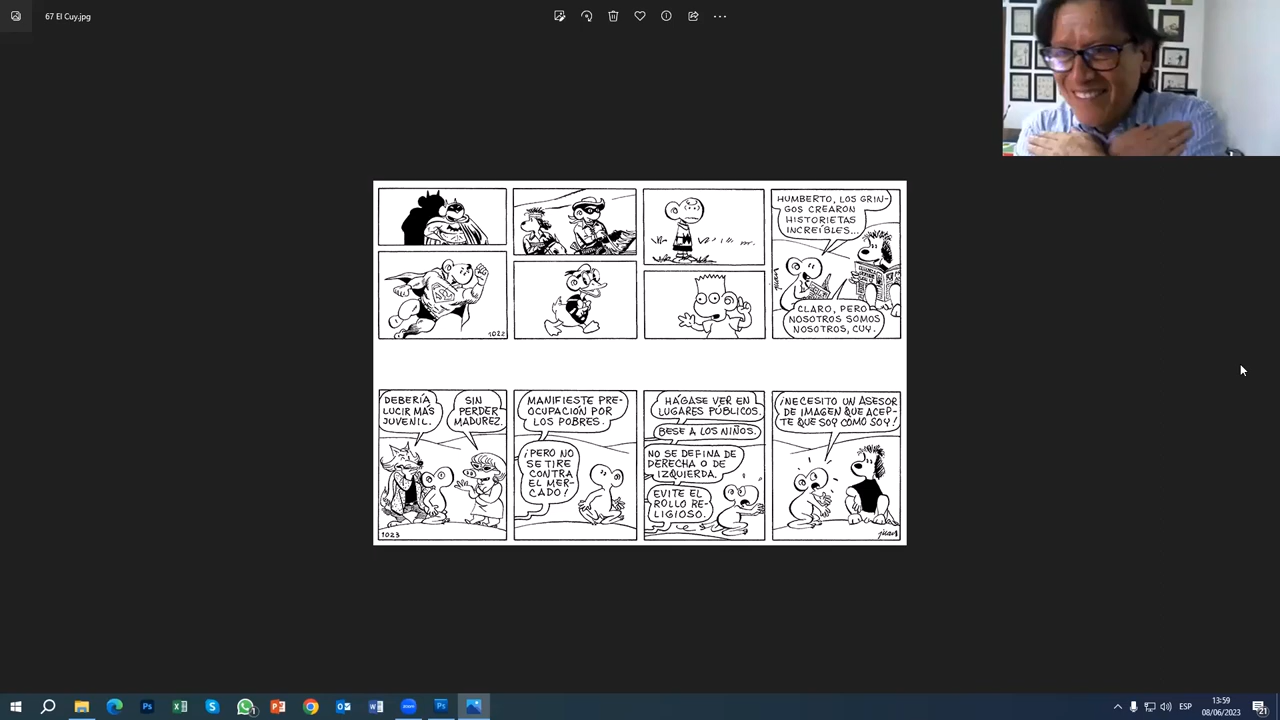 67 El Cuy.jpg
HUMBERTO, LOS GRIN-
GOS CREARON
HISTORIETAS
INCREÍBLES...
CLARO, PERO
NOSOTROS SOMOS
NOSOTROS, CUY.
1022
DEBERÍA
LUCIR MÁS
JUVENIL.
SIN
PERDER
MADUREZ.
1023
MANIFIESTE PRE-
OCUPACIÓN POR
LOS POBRES.
¡PERO NO
SE TIRE
CONTRA
EL MER-
CADO!
HÁGASE VER EN
LUGARES PÚBLICOS.
BESE A LOS NIÑOS.
NO SE DEFINA DE
DERECHA O DE
IZQUIERDA.
EVITE EL
ROLLO RE-
LIGIOSO.
¡NECESITO UN ASESOR
DE IMAGEN QUE ACEP-
TE QUE SOY COMO SOY!
Juan
ESP
13:59
08/06/2023
21